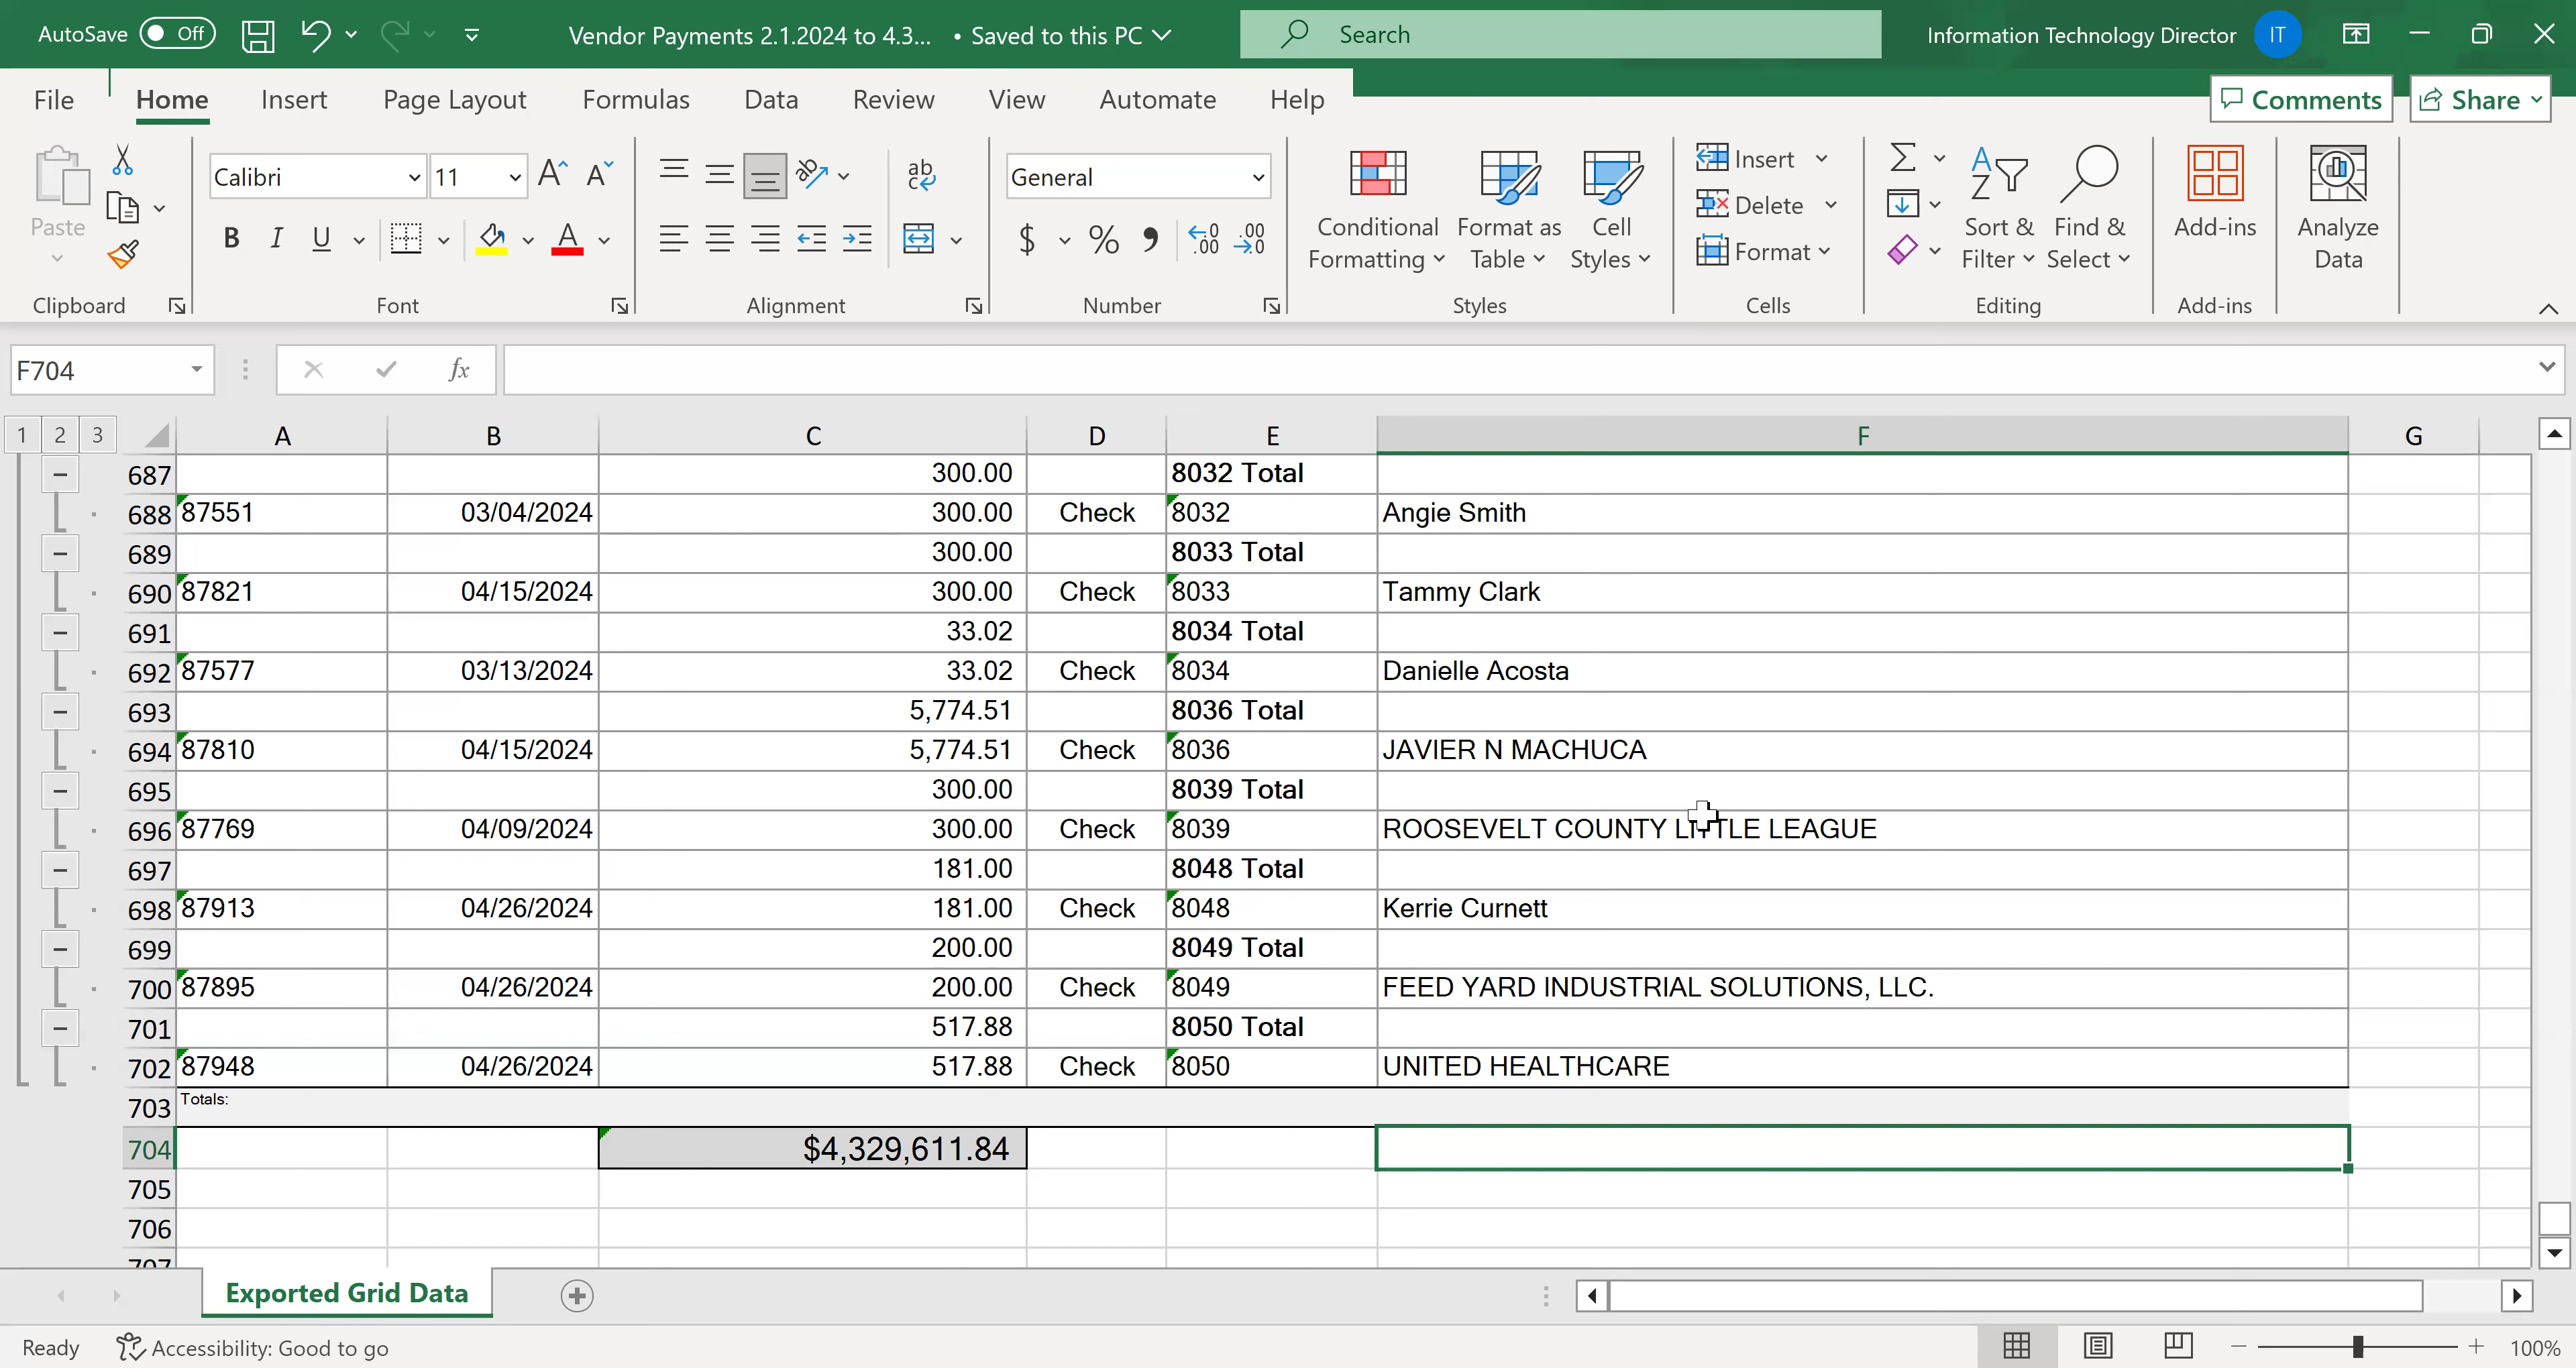 AutoSave Off Vendor Payments 2.1.2024 to 4.3... • Saved to this PC Search Information Technology Director IT
File Home Insert Page Layout Formulas Data Review View Automate Help Comments Share
Paste Calibri 11 General Conditional Formatting Format as Table Cell Styles Insert Delete Format Sort & Filter Find & Select Add-ins Analyze Data
Clipboard Font Alignment Number Styles Cells Editing Add-ins
F704 fx
1 2 3 A B C D E F G
687 300.00 8032 Total
688 87551 03/04/2024 300.00 Check 8032 Angie Smith
689 300.00 8033 Total
690 87821 04/15/2024 300.00 Check 8033 Tammy Clark
691 33.02 8034 Total
692 87577 03/13/2024 33.02 Check 8034 Danielle Acosta
693 5,774.51 8036 Total
694 87810 04/15/2024 5,774.51 Check 8036 JAVIER N MACHUCA
695 300.00 8039 Total
696 87769 04/09/2024 300.00 Check 8039 ROOSEVELT COUNTY LITTLE LEAGUE
697 181.00 8048 Total
698 87913 04/26/2024 181.00 Check 8048 Kerrie Curnett
699 200.00 8049 Total
700 87895 04/26/2024 200.00 Check 8049 FEED YARD INDUSTRIAL SOLUTIONS, LLC.
701 517.88 8050 Total
702 87948 04/26/2024 517.88 Check 8050 UNITED HEALTHCARE
703 Totals:
704 $4,329,611.84
705
706
707
Exported Grid Data
Ready Accessibility: Good to go 100%